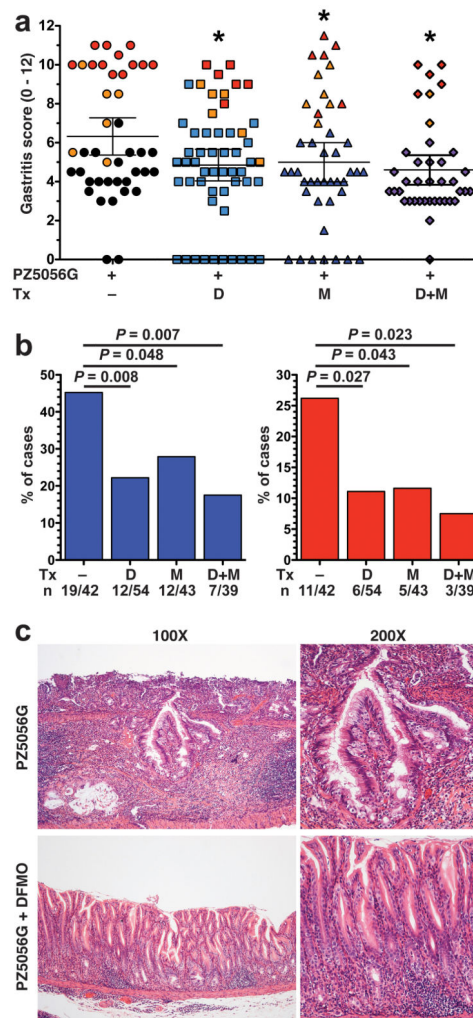 a
Gastritis score (0 - 12)
12
10
8
6
4
2
0
* * *
PZ5056G + + + +
Tx – D M D+M
b
P = 0.007
P = 0.048
P = 0.008
% of cases
50
40
30
20
10
0
Tx – D M D+M
n 19/42 12/54 12/43 7/39
P = 0.023
P = 0.043
P = 0.027
% of cases
30
25
20
15
10
5
0
Tx – D M D+M
n 11/42 6/54 5/43 3/39
c
100X 200X
PZ5056G
PZ5056G + DFMO